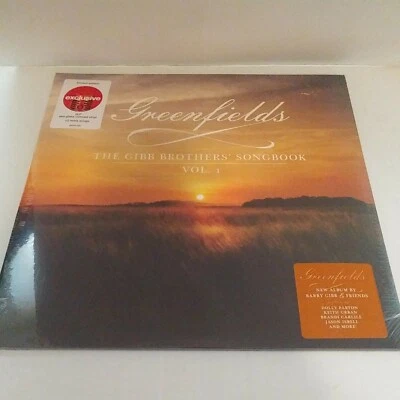 exclusive
Greenfields
THE GIBB BROTHERS' SONGBOOK
VOL. 1
Greenfields
NEW ALBUM BY
BARRY GIBB & FRIENDS
DOLLY PARTON
KEITH URBAN
BRANDI CARLILE
JASON ISBELL
AND MORE!